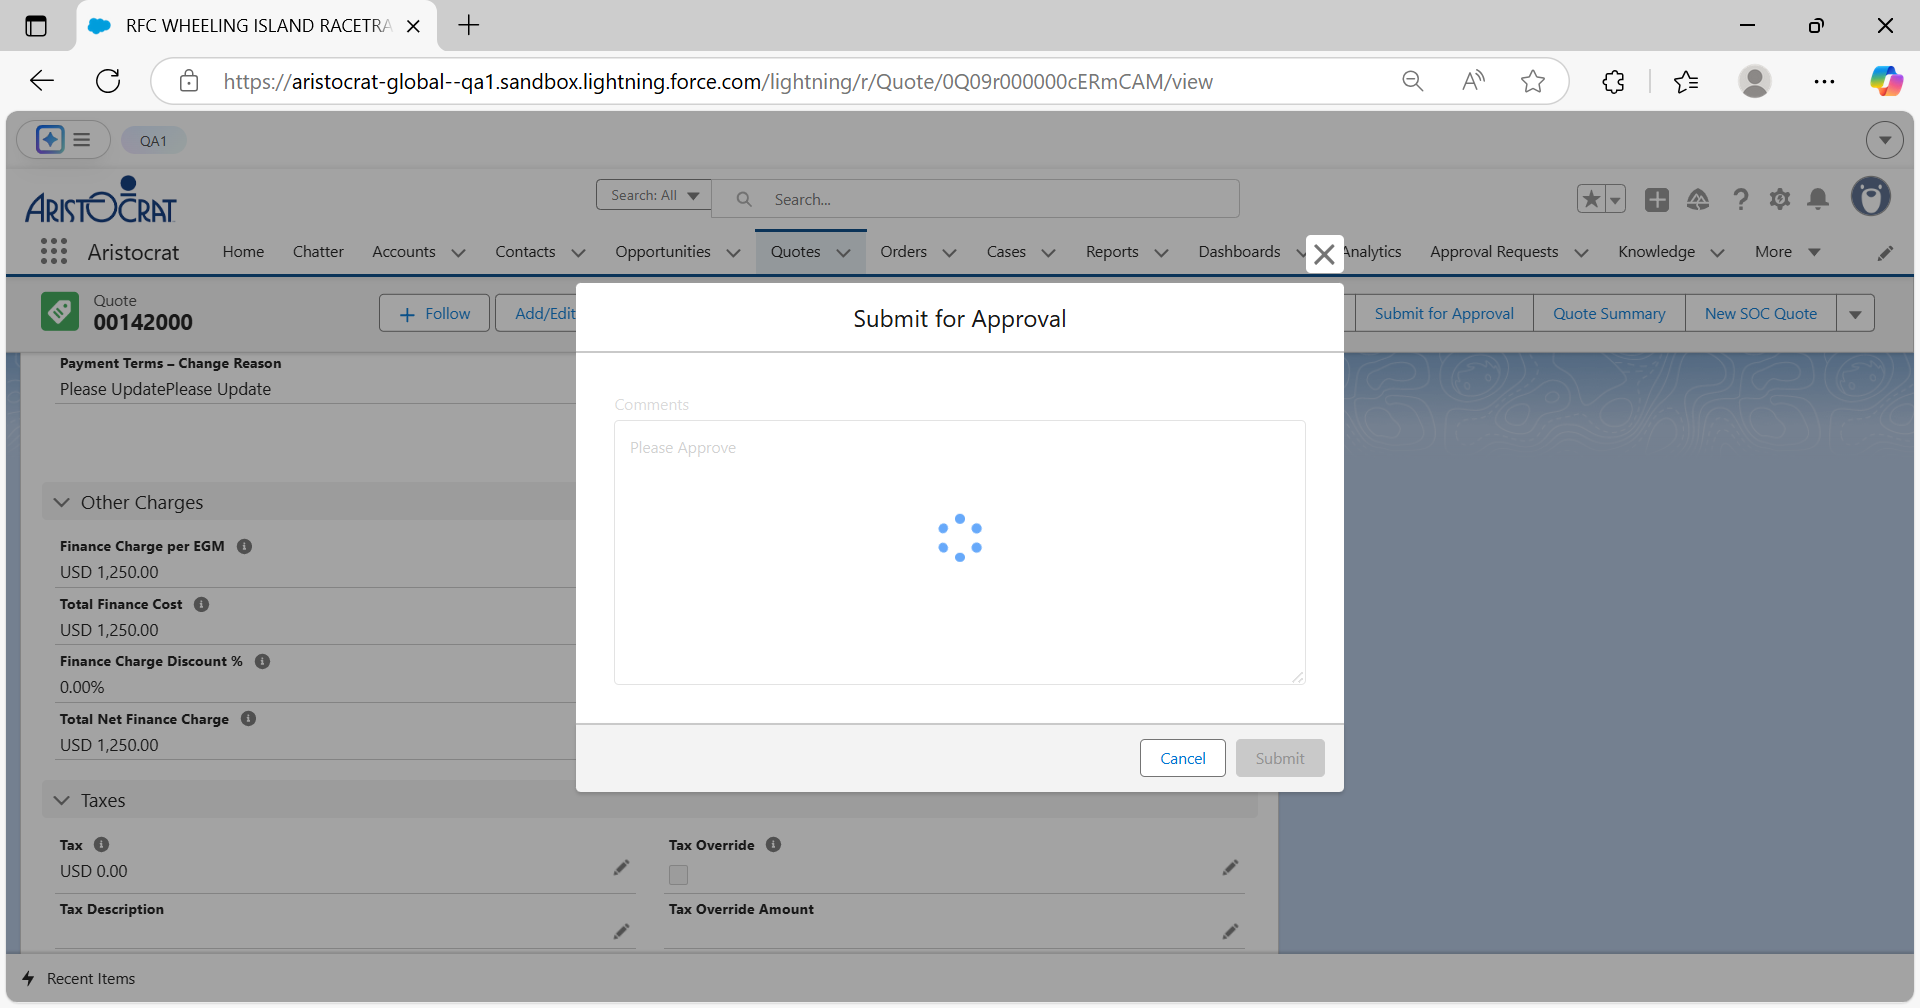 RFC WHEELING ISLAND RACETRA
https://aristocrat-global--qa1.sandbox.lightning.force.com/lightning/r/Quote/0Q09r000000cERmCAM/view
QA1
ARISTOCRAT
Search: All
Search...
Aristocrat
Home
Chatter
Accounts
Contacts
Opportunities
Quotes
Orders
Cases
Reports
Dashboards
Analytics
Approval Requests
Knowledge
More
Quote
00142000
Follow
Add/Edit
Submit for Approval
Quote Summary
New SOC Quote
Submit for Approval
Payment Terms – Change Reason
Please UpdatePlease Update
Comments
Please Approve
Other Charges
Finance Charge per EGM
USD 1,250.00
Total Finance Cost
USD 1,250.00
Finance Charge Discount %
0.00%
Total Net Finance Charge
USD 1,250.00
Cancel
Submit
Taxes
Tax
USD 0.00
Tax Override
Tax Description
Tax Override Amount
Recent Items